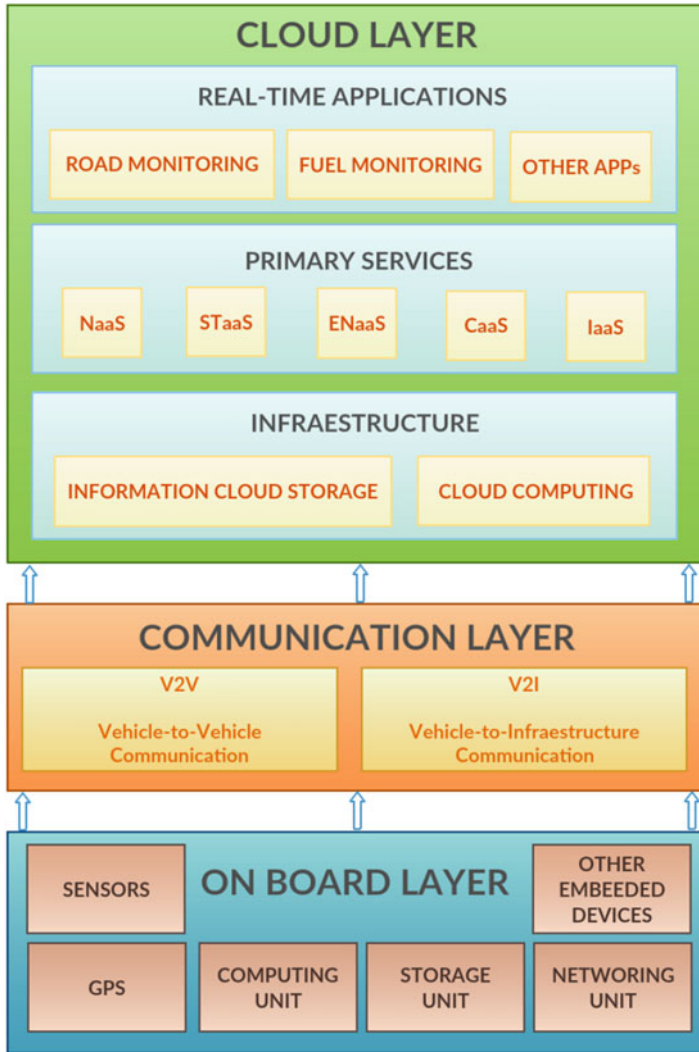 CLOUD LAYER
REAL-TIME APPLICATIONS
ROAD MONITORING
FUEL MONITORING
OTHER APPs
PRIMARY SERVICES
NaaS
STaaS
ENaaS
CaaS
IaaS
INFRAESTRUCTURE
INFORMATION CLOUD STORAGE
CLOUD COMPUTING
COMMUNICATION LAYER
V2V
Vehicle-to-Vehicle
Communication
V2I
Vehicle-to-Infraestructure
Communication
ON BOARD LAYER
SENSORS
OTHER
EMBEEDED
DEVICES
GPS
COMPUTING
UNIT
STORAGE
UNIT
NETWORING
UNIT